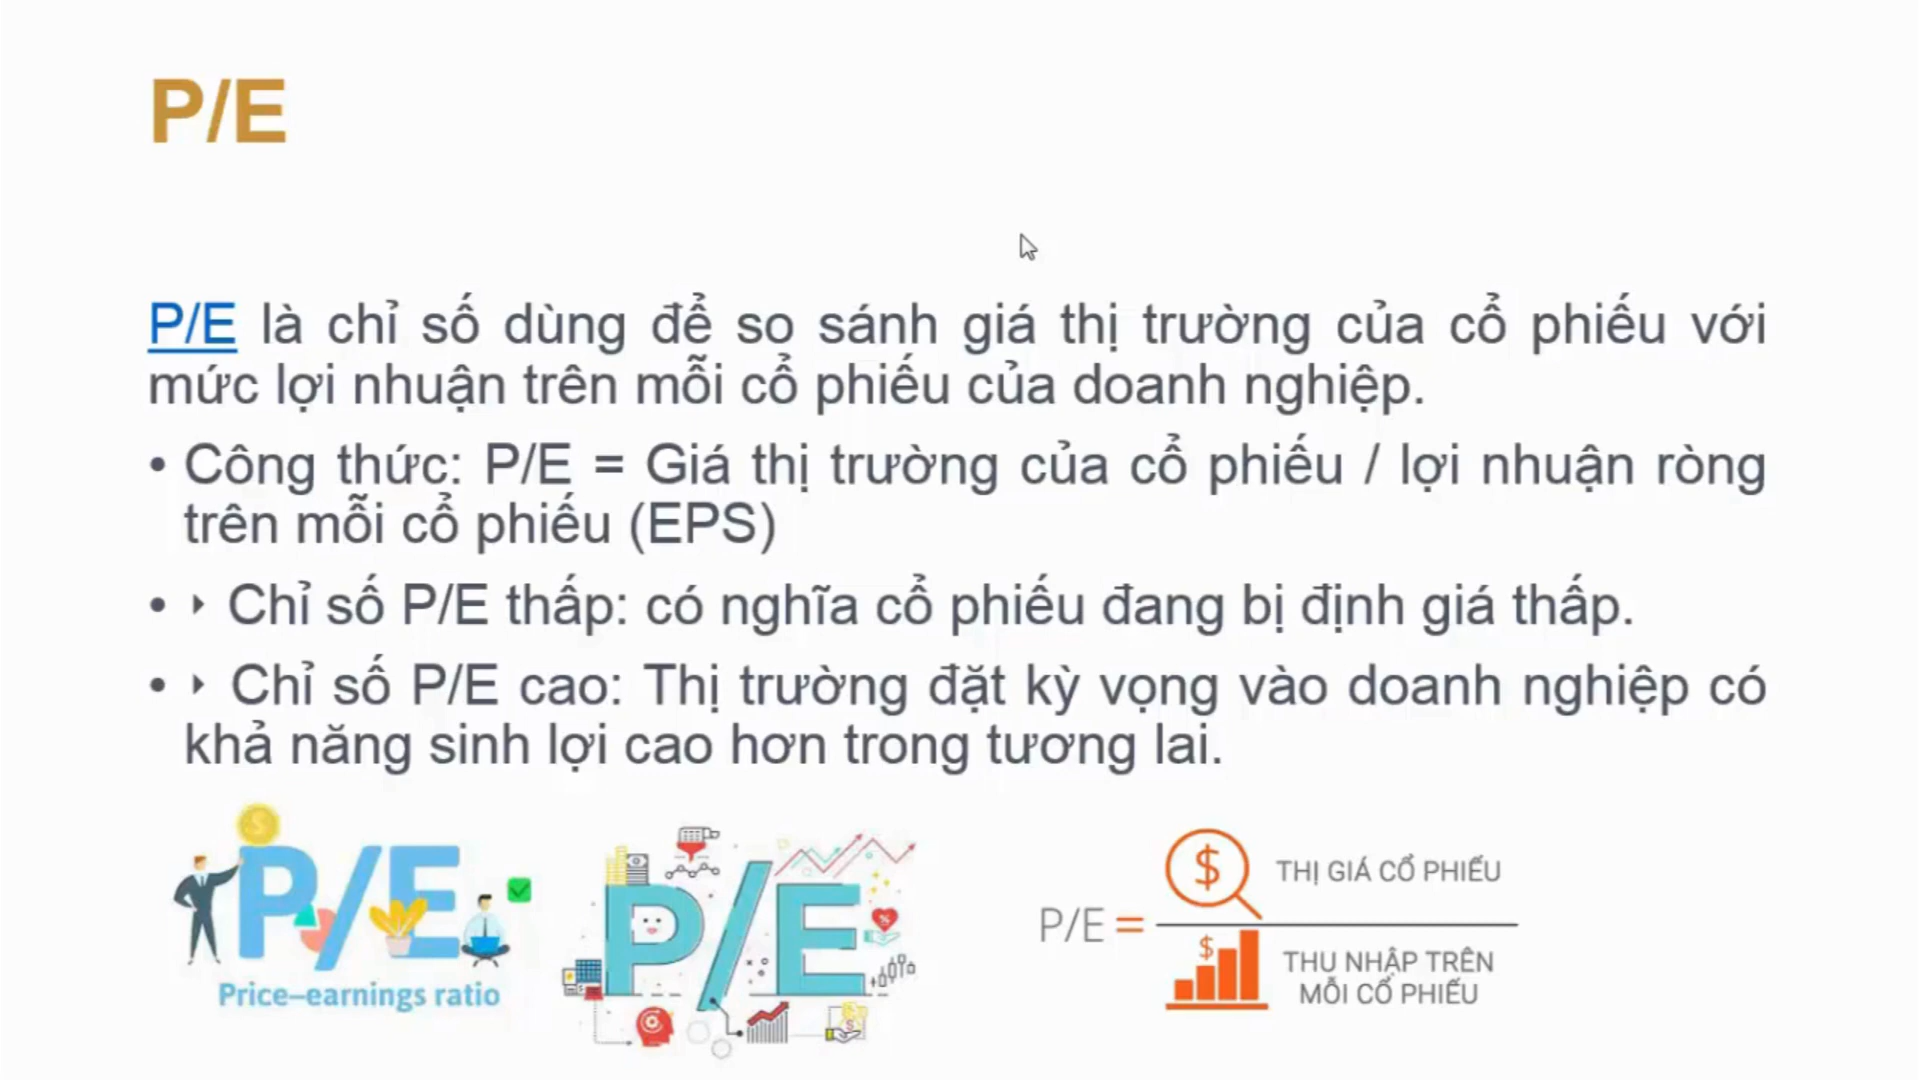 P/E
P/E là chỉ số dùng để so sánh giá thị trường của cổ phiếu với
mức lợi nhuận trên mỗi cổ phiếu của doanh nghiệp.
• Công thức: P/E = Giá thị trường của cổ phiếu / lợi nhuận ròng
trên mỗi cổ phiếu (EPS)
• ‣ Chỉ số P/E thấp: có nghĩa cổ phiếu đang bị định giá thấp.
• ‣ Chỉ số P/E cao: Thị trường đặt kỳ vọng vào doanh nghiệp có
khả năng sinh lợi cao hơn trong tương lai.
P/E
Price–earnings ratio
P/E
P/E =
THỊ GIÁ CỔ PHIẾU
THU NHẬP TRÊN
MỖI CỔ PHIẾU